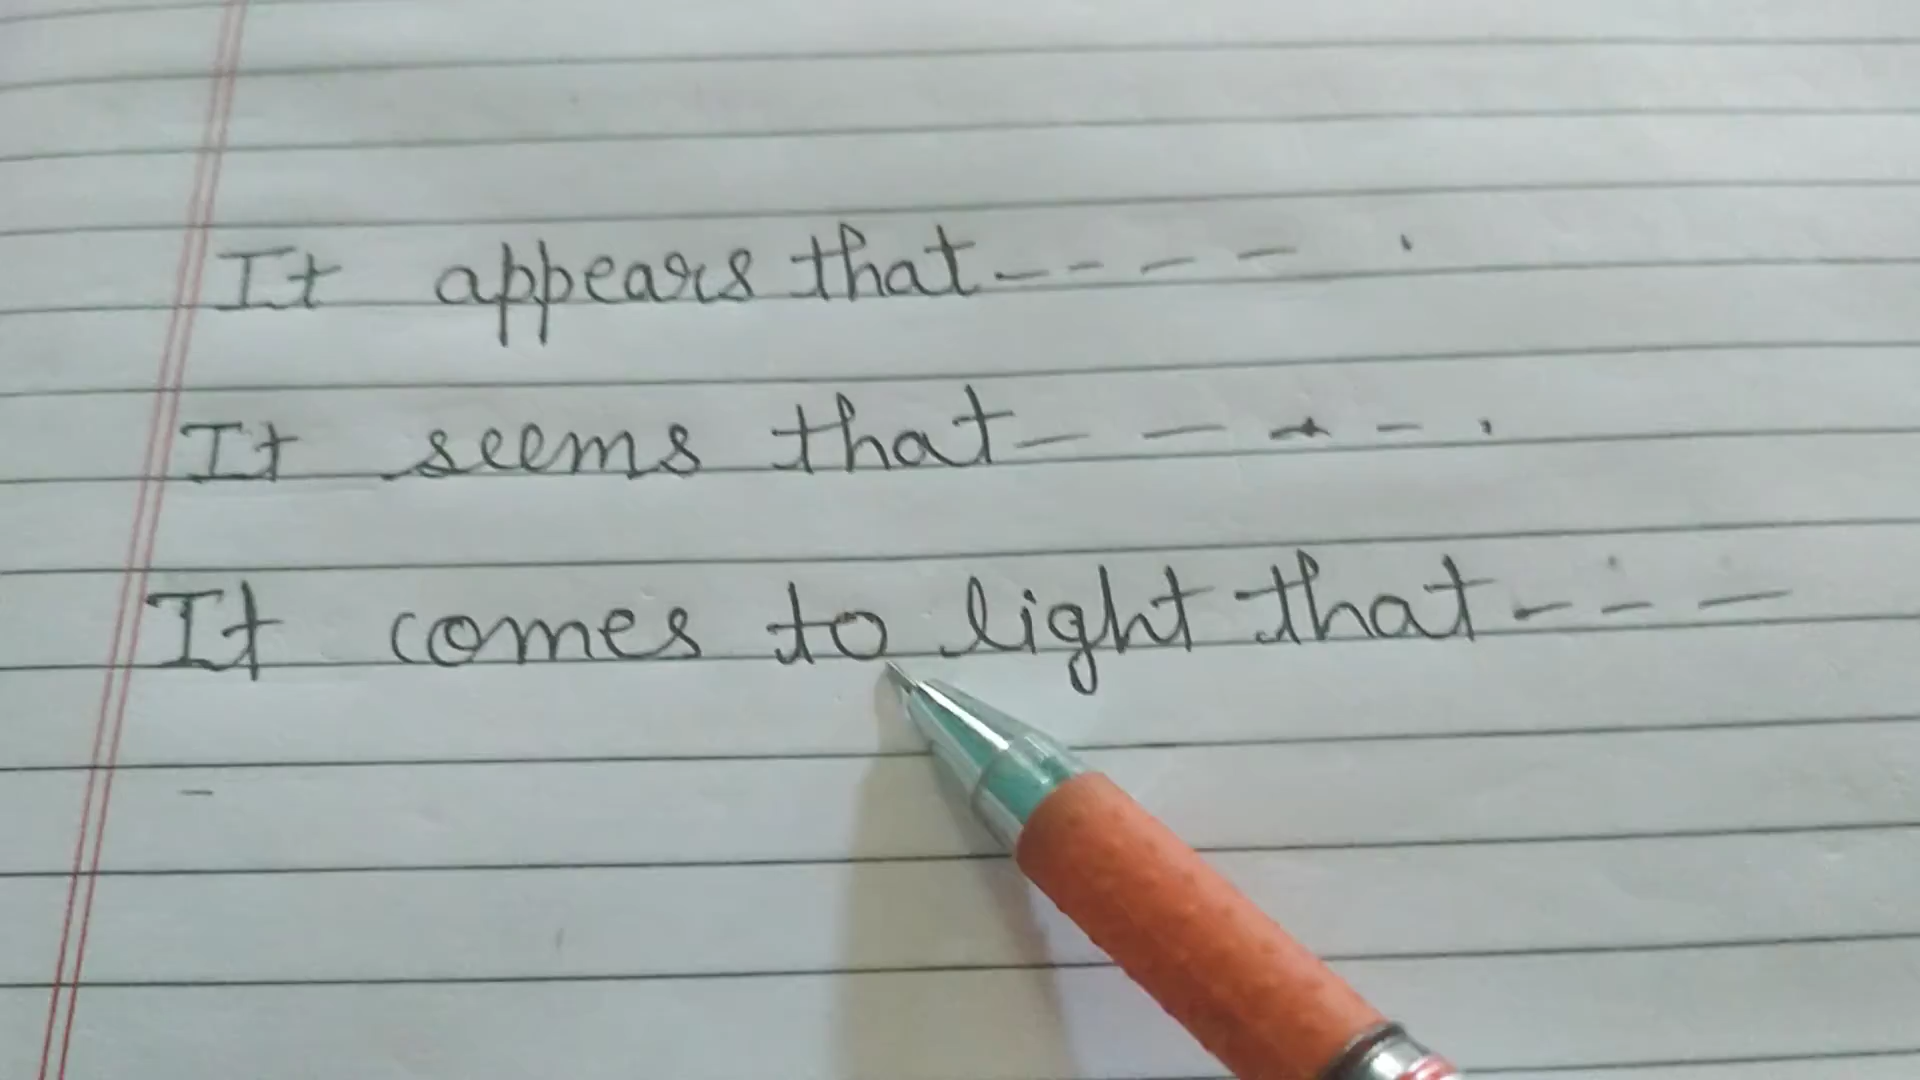 It appears that ---- .
It seems that ---- .
It comes to light that ---